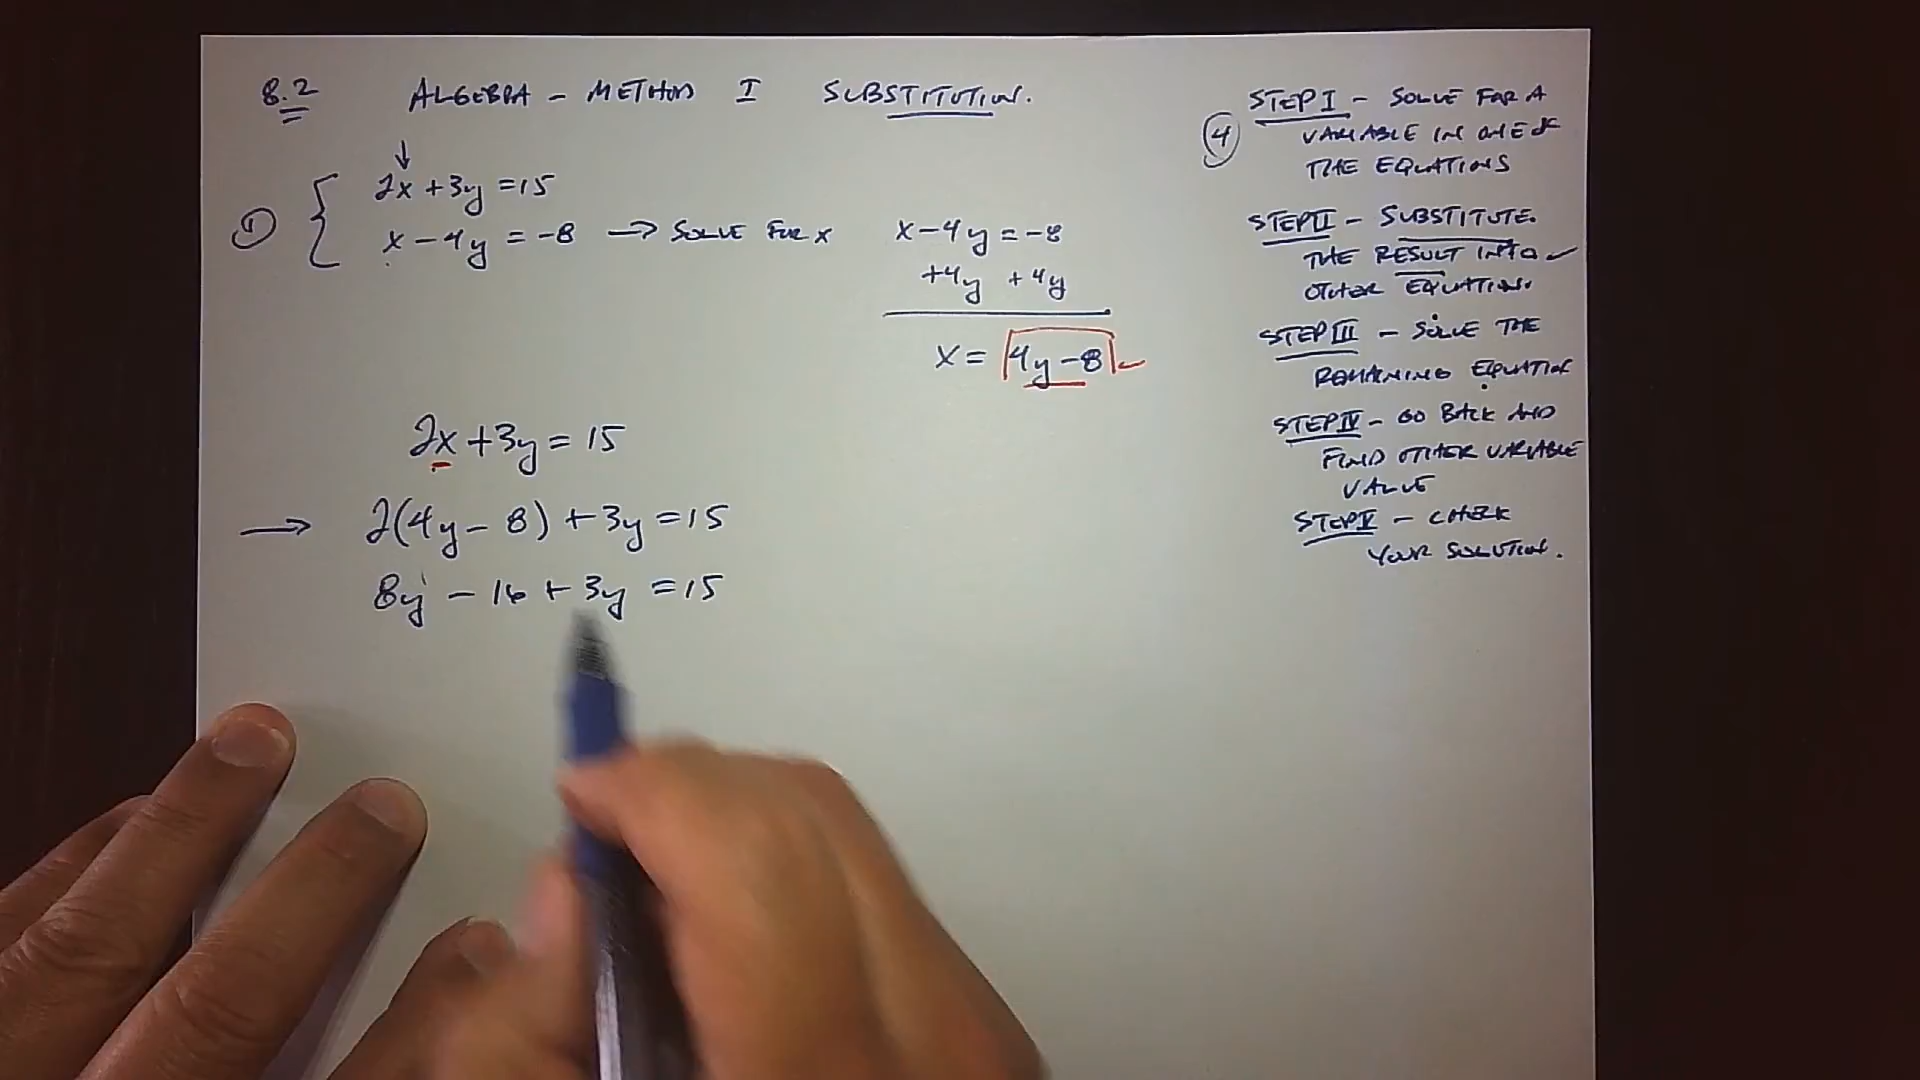 8.2 ALGEBRA - METHOD I SUBSTITUTION.
① { 2x + 3y = 15
x - 4y = -8 → SOLVE FOR X
x - 4y = -8
+4y +4y
x = 4y - 8 ✓
2x + 3y = 15
→ 2(4y - 8) + 3y = 15
8y - 16 + 3y = 15
④ STEP I - SOLVE FOR A
VARIABLE IN ONE OF
THE EQUATIONS
STEP II - SUBSTITUTE.
THE RESULT INTO ✓
OTHER EQUATION.
STEP III - SOLVE THE
REMAINING EQUATION
STEP IV - GO BACK AND
FIND OTHER VARIABLE
VALUE
STEP V - CHECK
YOUR SOLUTION.